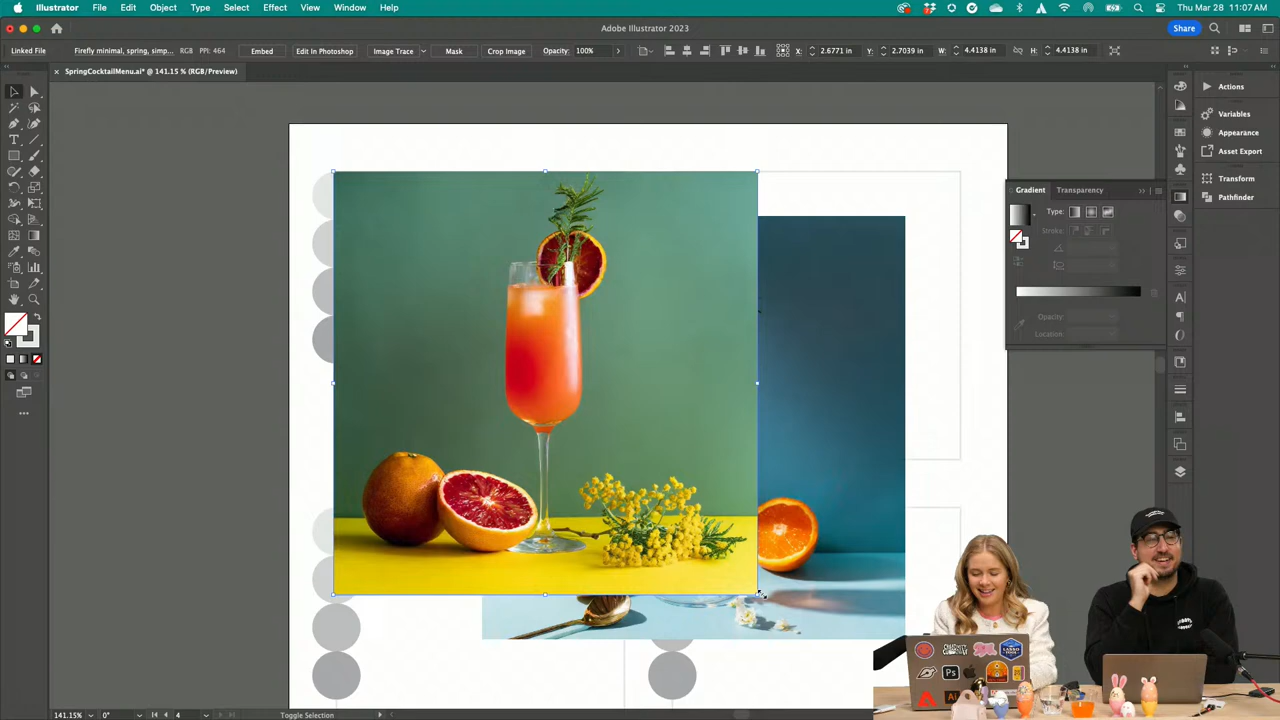 Illustrator File Edit Object Type Select Effect View Window Help
Thu Mar 28 11:07 AM
Adobe Illustrator 2023
Share
Linked File Firefly minimal, spring, simp... RGB PPI: 464 Embed Edit In Photoshop Image Trace Mask Crop Image Opacity: 100% X: 2.6771 in Y: 2.7039 in W: 4.4138 in H: 4.4138 in
× SpringCocktailMenu.ai* @ 141.15 % (RGB/Preview)
Actions
Variables
Appearance
Asset Export
Transform
Pathfinder
Gradient Transparency
Type:
Stroke:
Opacity:
Location:
LASSO TOOL
Ps
Ai
141.15% 0° 4 Toggle Selection